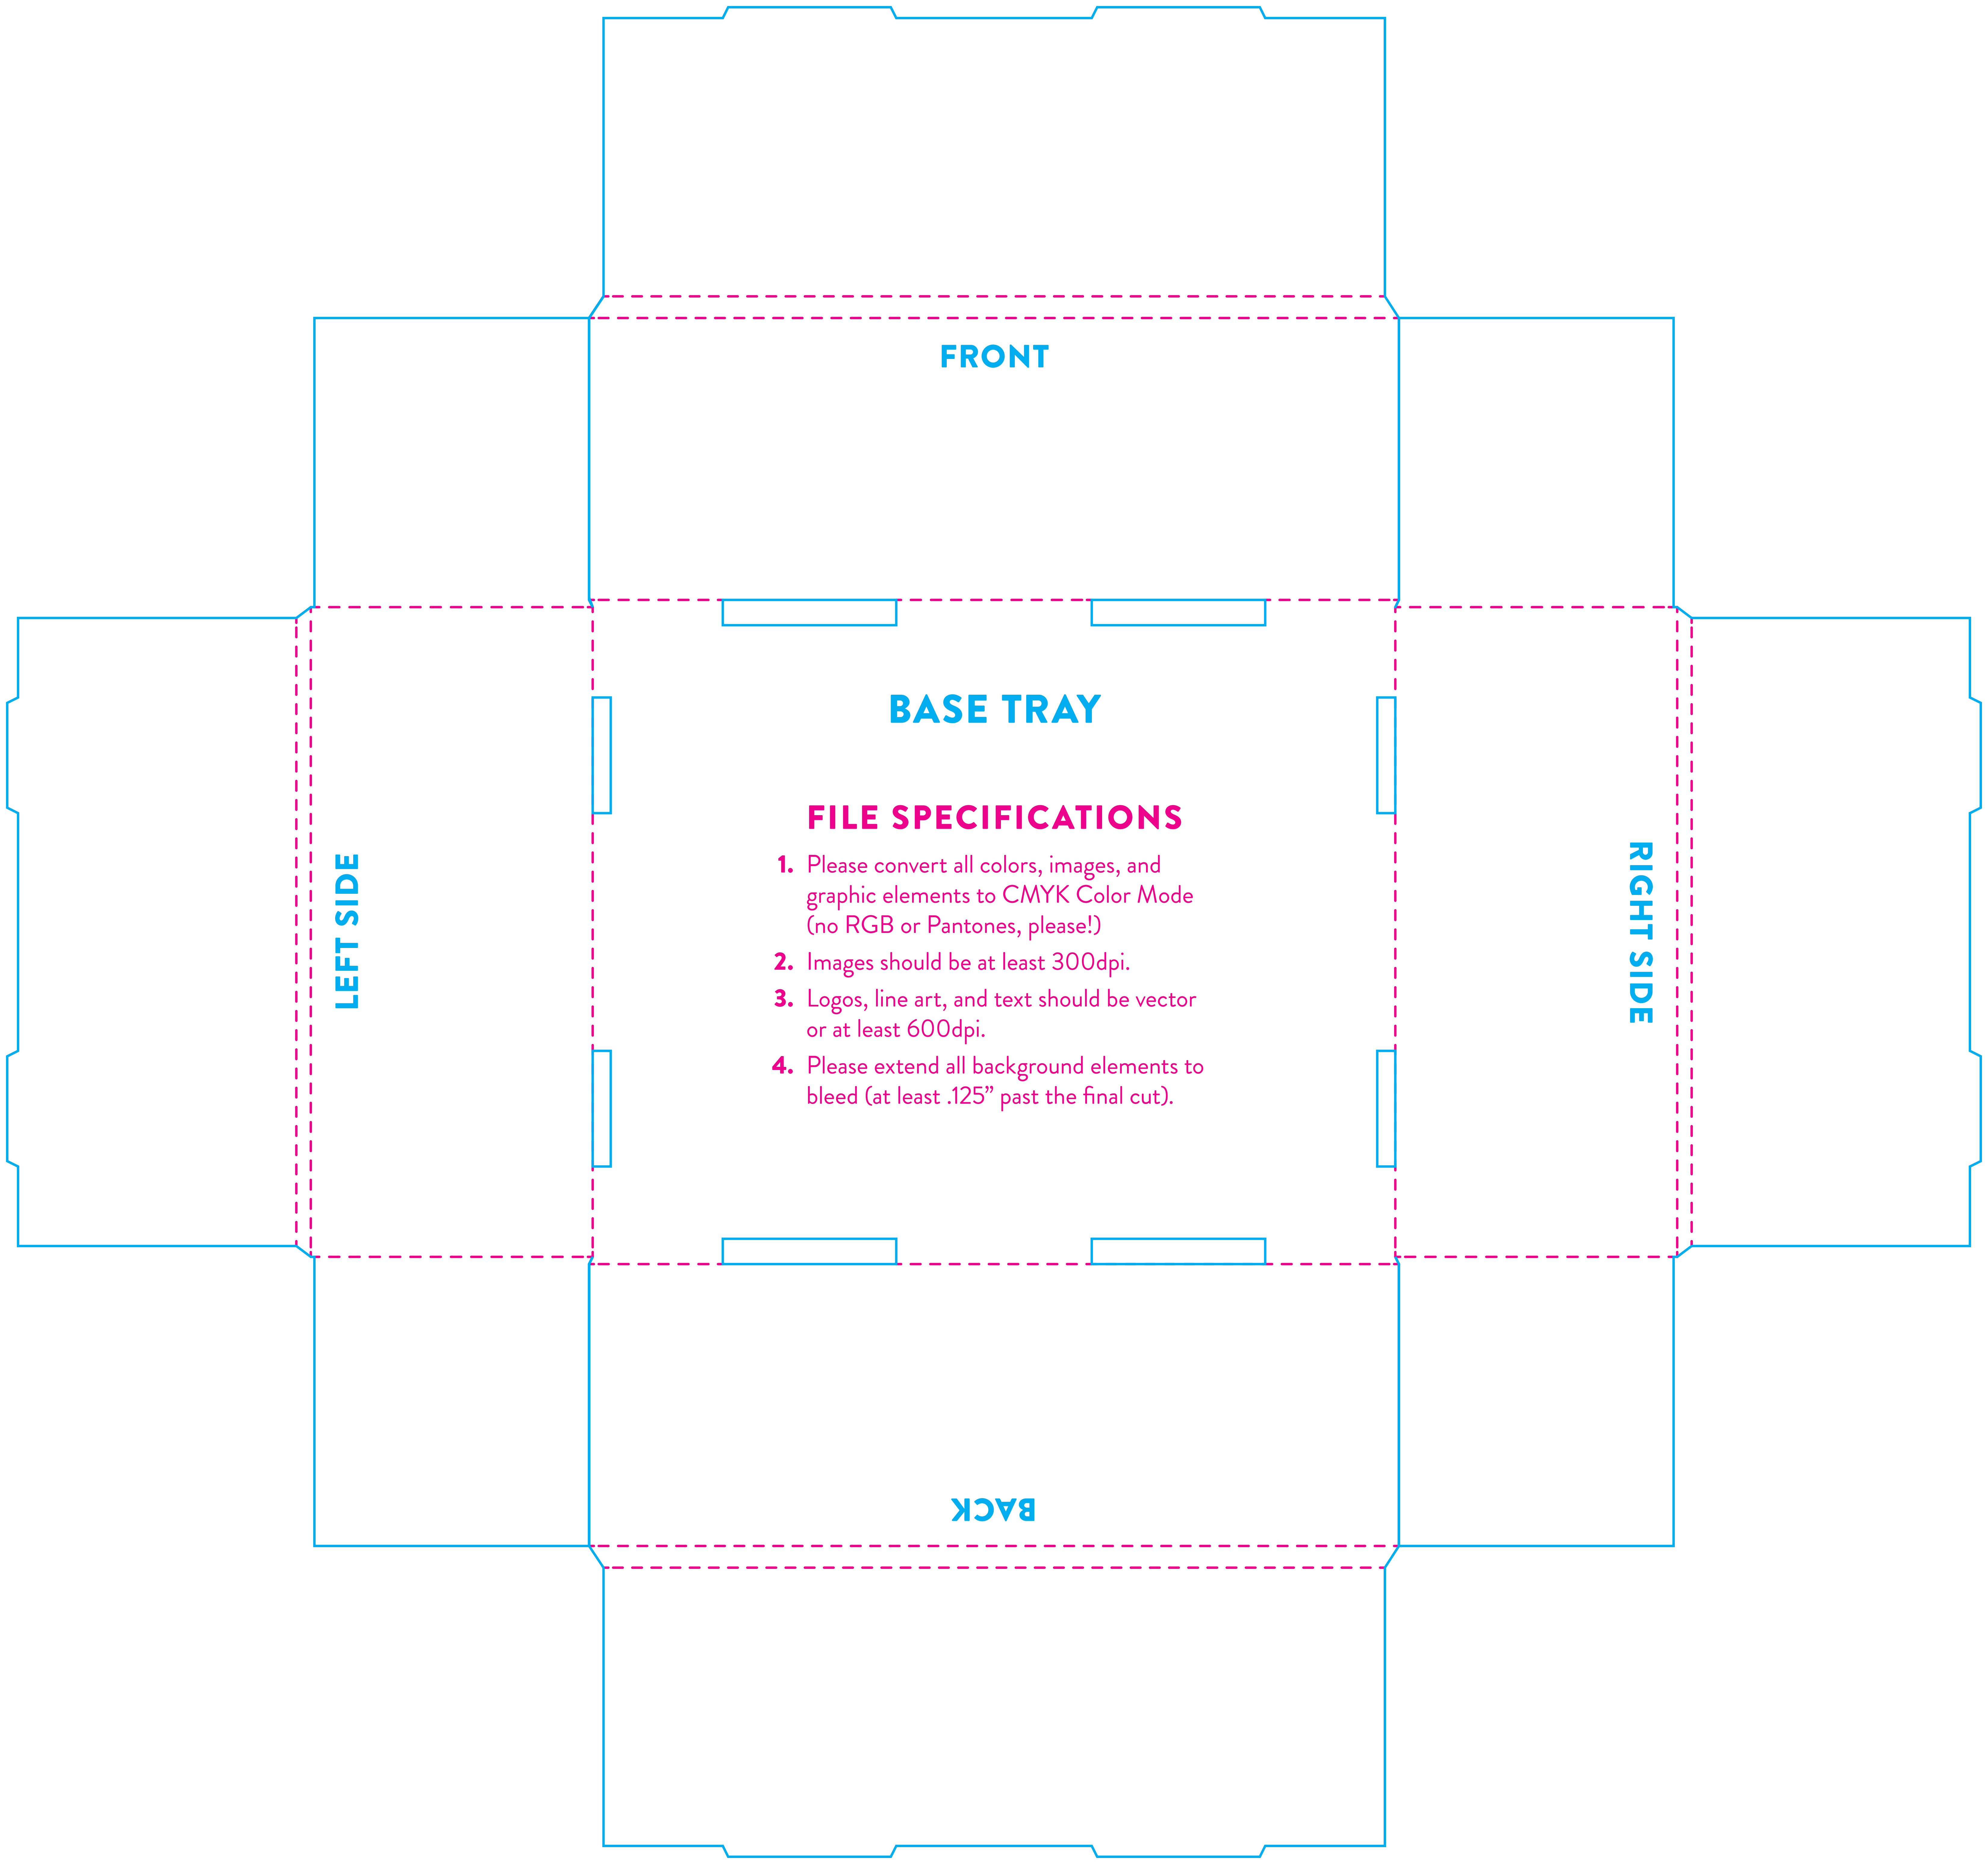 FRONT
BASE TRAY
FILE SPECIFICATIONS
1. Please convert all colors, images, and
graphic elements to CMYK Color Mode
(no RGB or Pantones, please!)
2. Images should be at least 300dpi.
3. Logos, line art, and text should be vector
or at least 600dpi.
4. Please extend all background elements to
bleed (at least .125” past the final cut).
LEFT SIDE
RIGHT SIDE
BACK